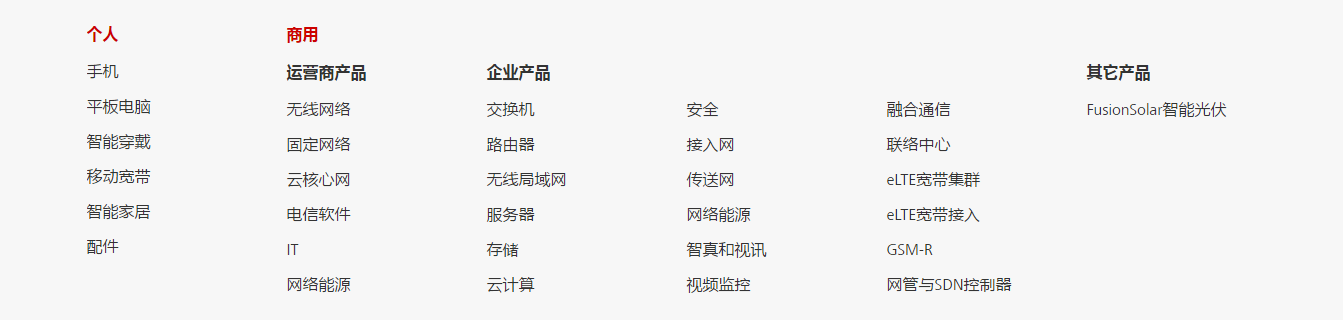 个人
手机
平板电脑
智能穿戴
移动宽带
智能家居
配件
商用
运营商产品
无线网络
固定网络
云核心网
电信软件
IT
网络能源
企业产品
交换机
路由器
无线局域网
服务器
存储
云计算
安全
接入网
传送网
网络能源
智真和视讯
视频监控
融合通信
联络中心
eLTE宽带集群
eLTE宽带接入
GSM-R
网管与SDN控制器
其它产品
FusionSolar智能光伏